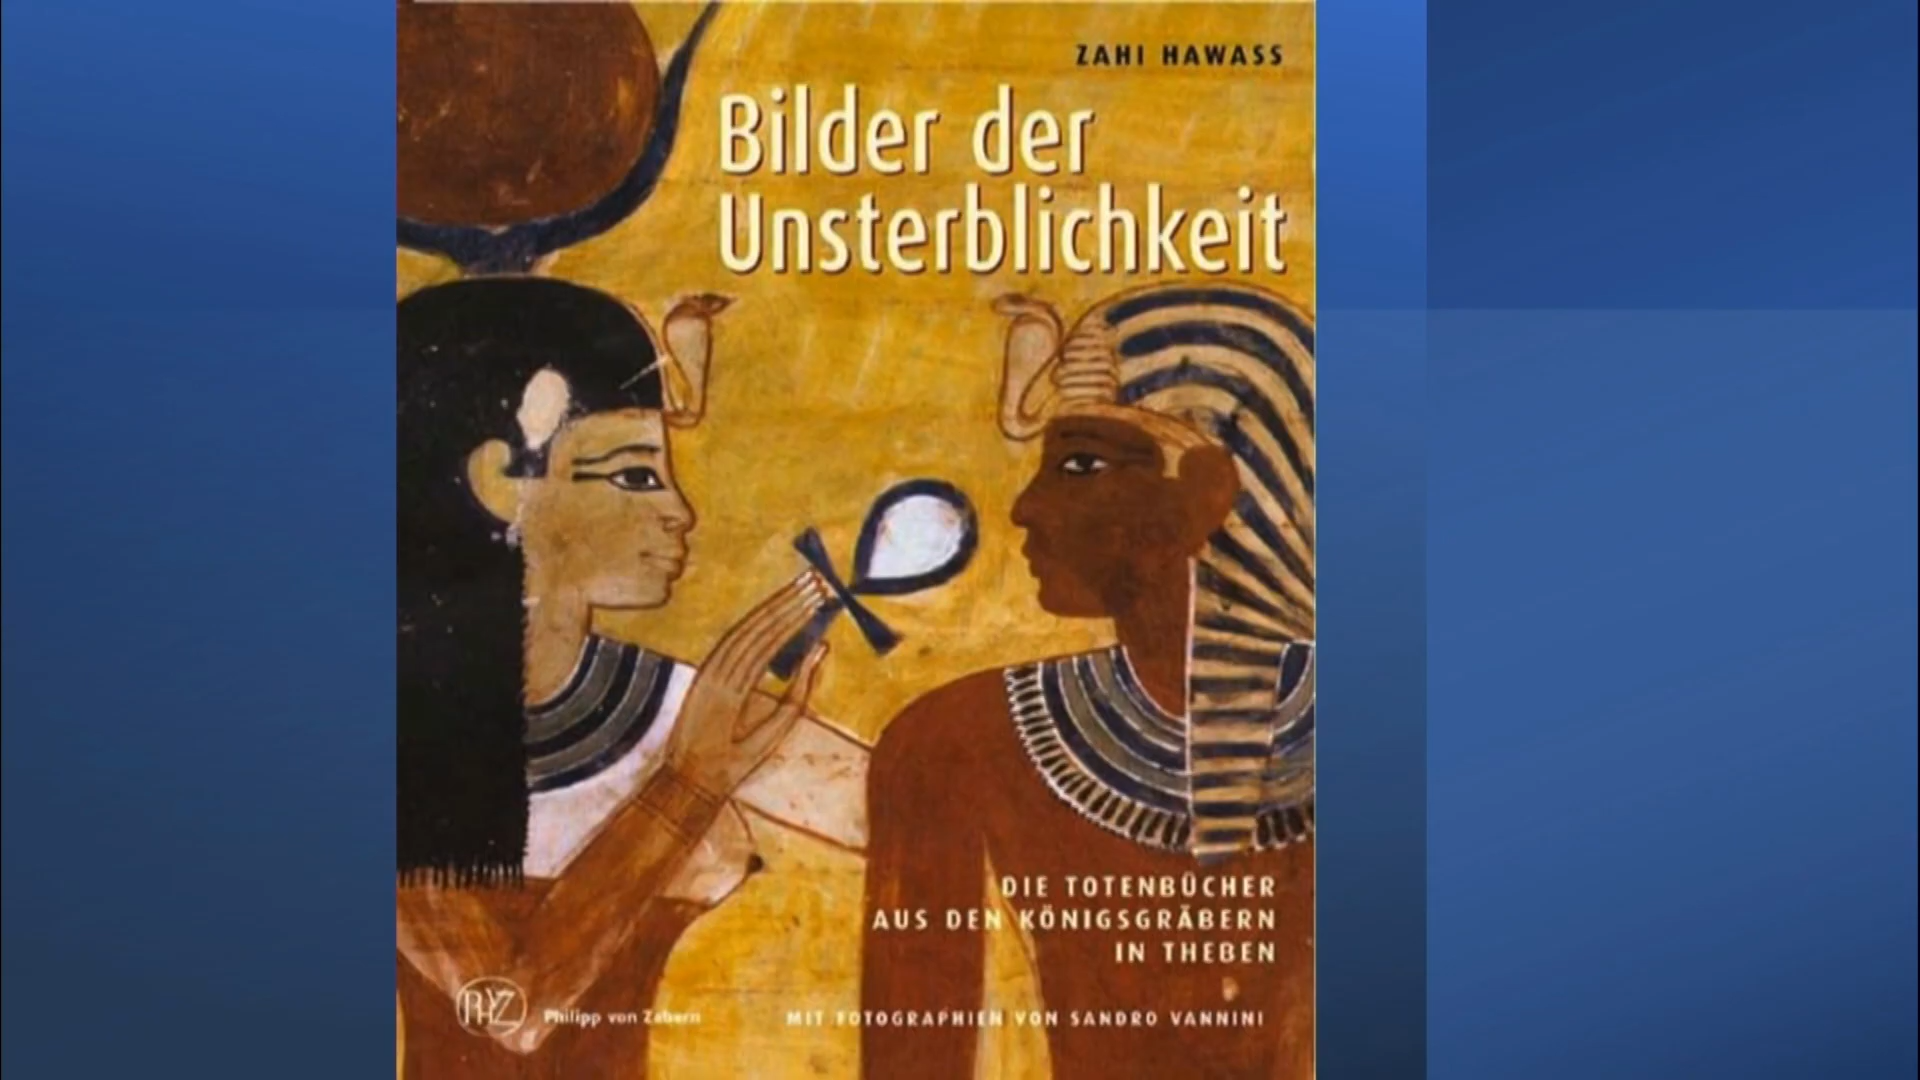 ZAHI HAWASS
Bilder der
Unsterblichkeit
DIE TOTENBÜCHER
AUS DEN KÖNIGSGRÄBERN
IN THEBEN
PVZ
Philipp von Zabern
MIT FOTOGRAPHIEN VON SANDRO VANNINI